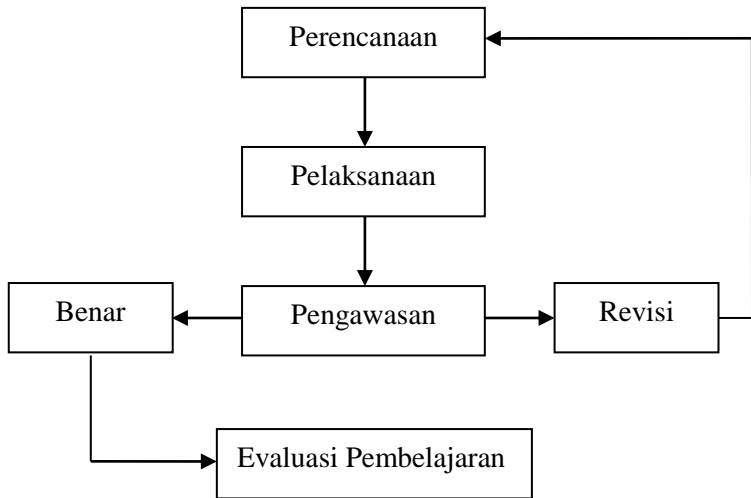 Perencanaan
Pelaksanaan
Benar
Pengawasan
Revisi
Evaluasi Pembelajaran